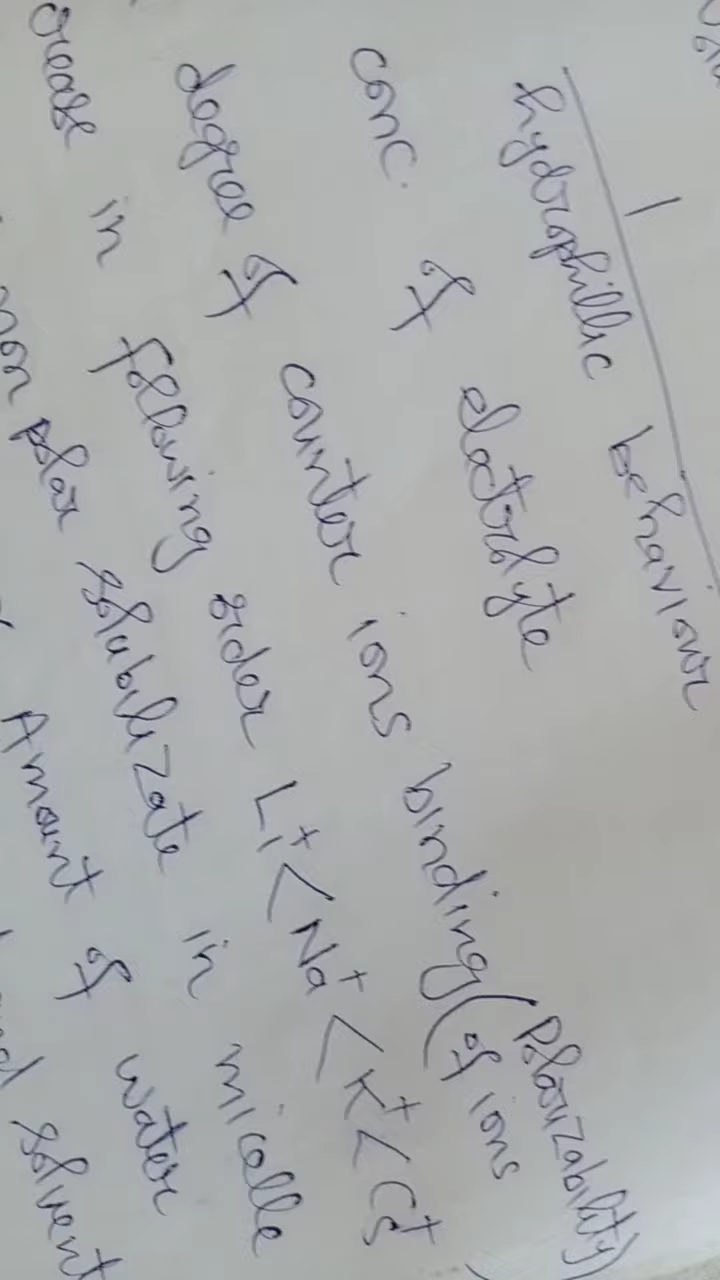 hydrophillic behaviour
conc. of electrolyte
degree of counter ions binding (Polarizability of ions)
crease in following order Li+ < Na+ < K+ < Cs+
non polar solubilizate in micelle
Amount of water
solvent